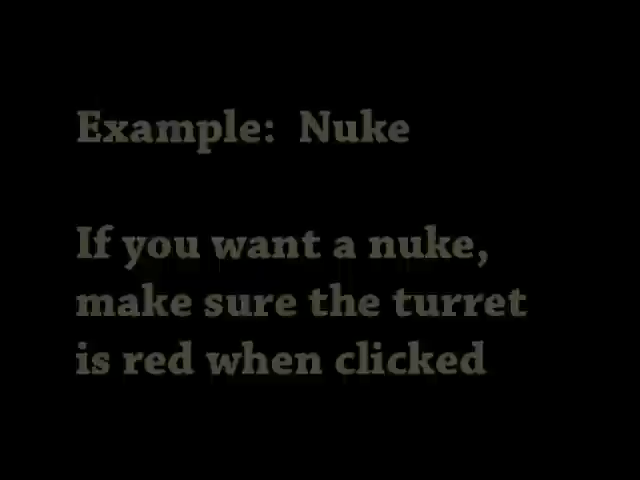 Example:  Nuke
If you want a nuke,
make sure the turret
is red when clicked